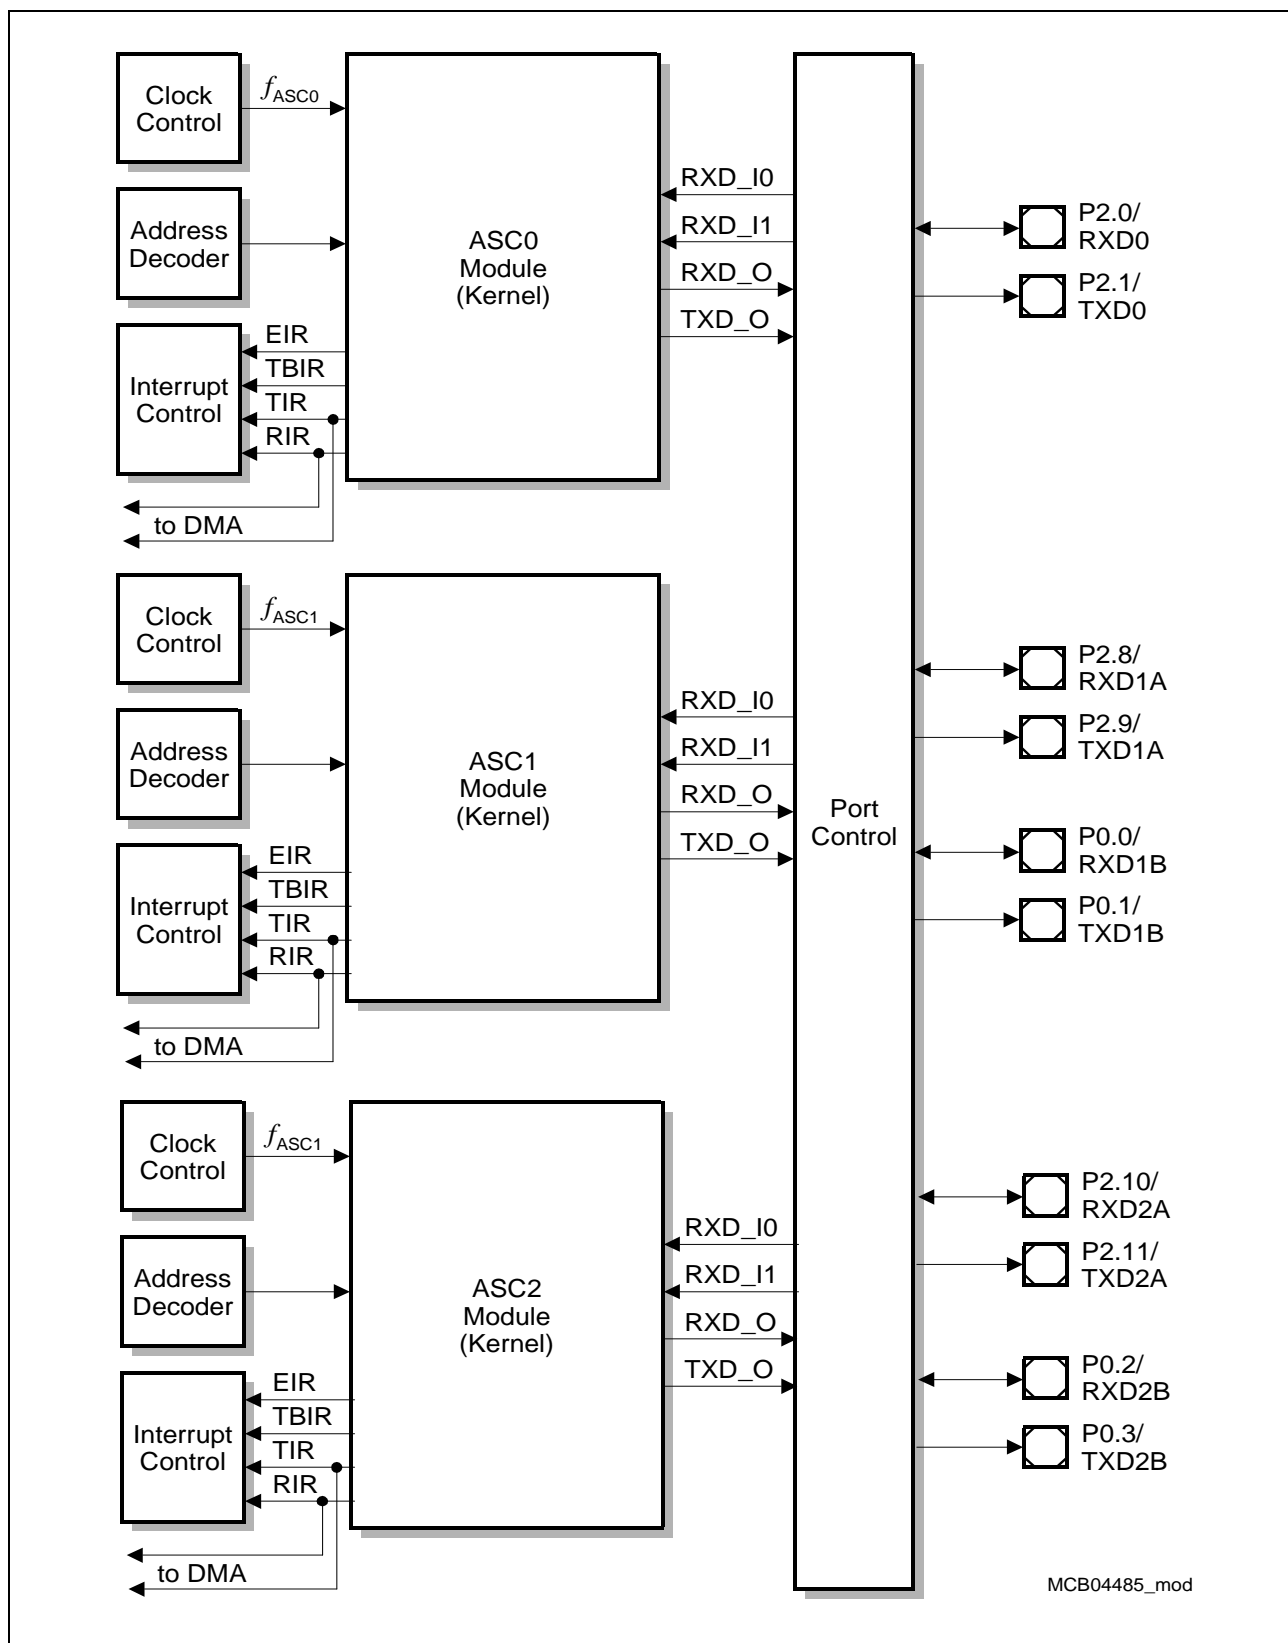 Clock
Control
fASC0
Address
Decoder
Interrupt
Control
EIR
TBIR
TIR
RIR
to DMA
ASC0
Module
(Kernel)
RXD_I0
RXD_I1
RXD_O
TXD_O
P2.0/
RXD0
P2.1/
TXD0
Clock
Control
fASC1
Address
Decoder
Interrupt
Control
EIR
TBIR
TIR
RIR
to DMA
ASC1
Module
(Kernel)
RXD_I0
RXD_I1
RXD_O
TXD_O
Port
Control
P2.8/
RXD1A
P2.9/
TXD1A
P0.0/
RXD1B
P0.1/
TXD1B
Clock
Control
fASC1
Address
Decoder
Interrupt
Control
EIR
TBIR
TIR
RIR
to DMA
ASC2
Module
(Kernel)
RXD_I0
RXD_I1
RXD_O
TXD_O
P2.10/
RXD2A
P2.11/
TXD2A
P0.2/
RXD2B
P0.3/
TXD2B
MCB04485_mod